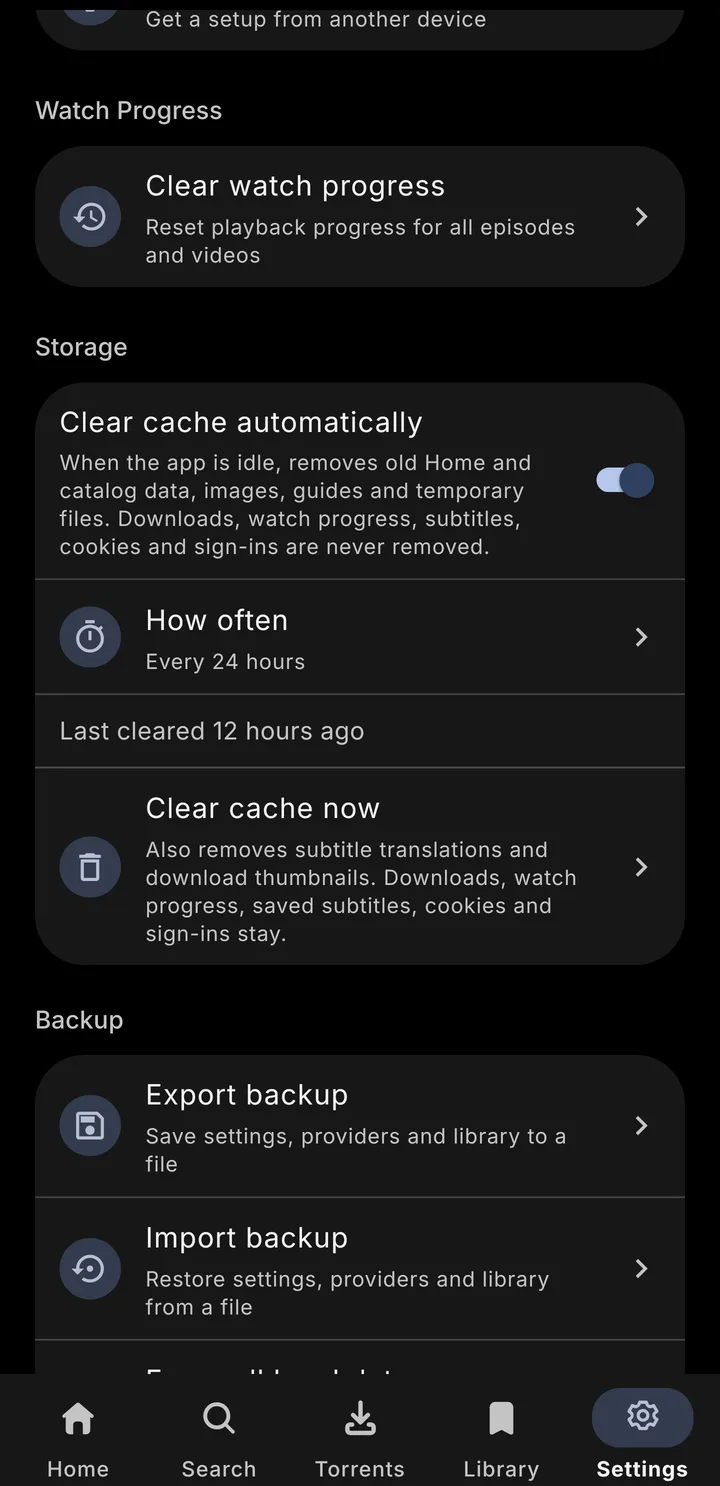 Get a setup from another device
Watch Progress
Clear watch progress
Reset playback progress for all episodes
and videos
Storage
Clear cache automatically
When the app is idle, removes old Home and
catalog data, images, guides and temporary
files. Downloads, watch progress, subtitles,
cookies and sign-ins are never removed.
How often
Every 24 hours
Last cleared 12 hours ago
Clear cache now
Also removes subtitle translations and
download thumbnails. Downloads, watch
progress, saved subtitles, cookies and
sign-ins stay.
Backup
Export backup
Save settings, providers and library to a
file
Import backup
Restore settings, providers and library
from a file
Home
Search
Torrents
Library
Settings